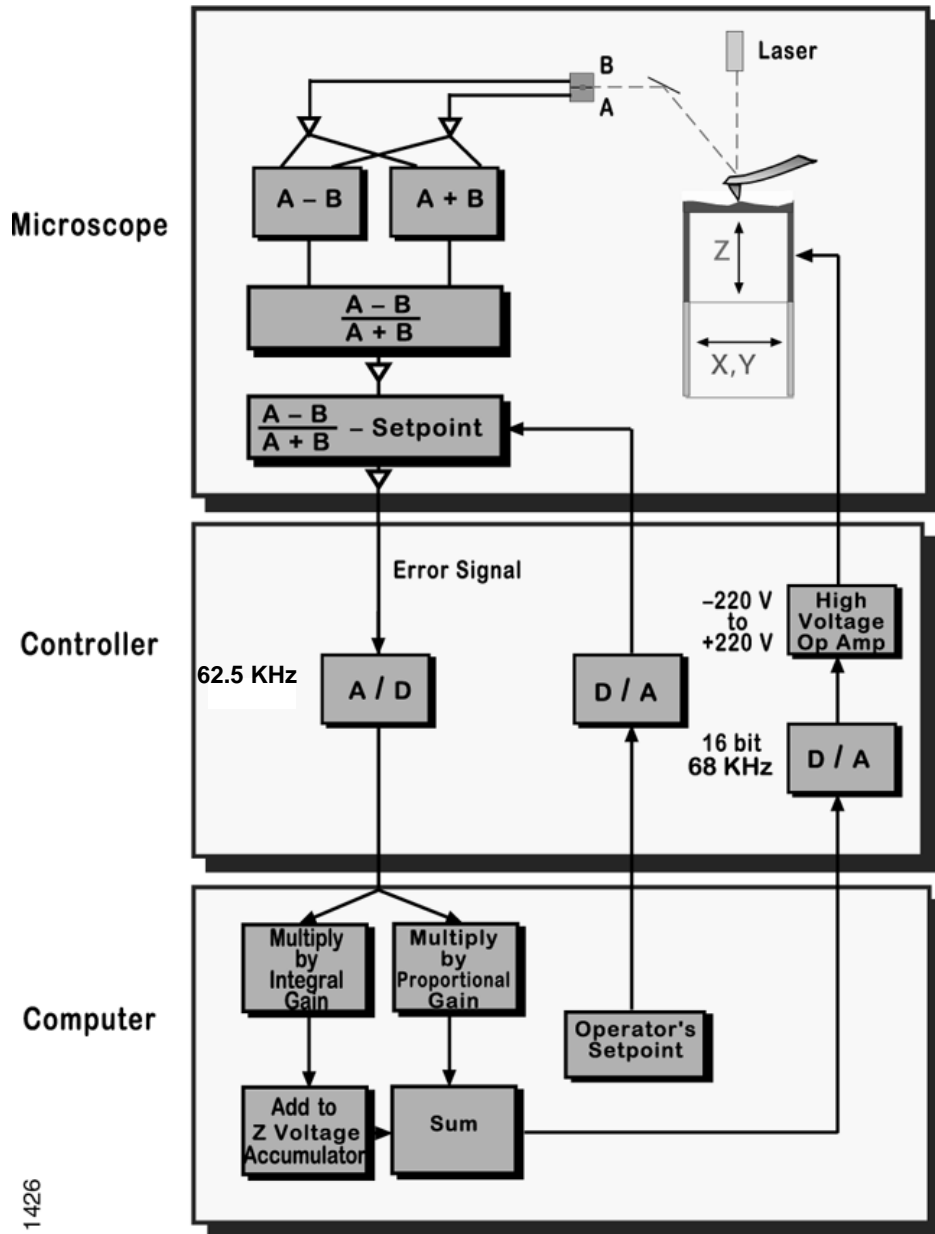 Microscope
B
A
Laser
A – B
A + B
Z
X,Y
A – B
A + B
A – B
A + B
– Setpoint
Controller
Error Signal
62.5 KHz
A / D
D / A
–220 V
to
+220 V
High
Voltage
Op Amp
16 bit
68 KHz
D / A
Computer
Multiply
by
Integral
Gain
Multiply
by
Proportional
Gain
Operator's
Setpoint
Add to
Z Voltage
Accumulator
Sum
1426